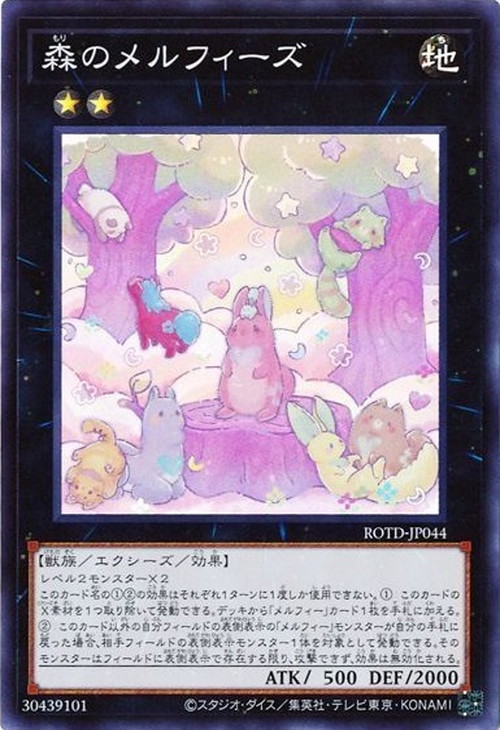 もり
森のメルフィーズ
ち
地
ROTD-JP044
【獣族/エクシーズ/効果】
レベル2モンスター×2
このカード名の①②の効果はそれぞれ1ターンに1度しか使用できない。① このカードの
X素材を1つ取り除いて発動できる。デッキから「メルフィー」カード1枚を手札に加える。
② このカード以外の自分フィールドの表側表示の「メルフィー」モンスターが自分の手札に
戻った場合、相手フィールドの表側表示モンスター1体を対象として発動できる。そのモ
ンスターはフィールドに表側表示で存在する限り、攻撃できず、効果は無効化される。
ATK/ 500 DEF/2000
30439101 ©スタジオ・ダイス/集英社・テレビ東京・KONAMI